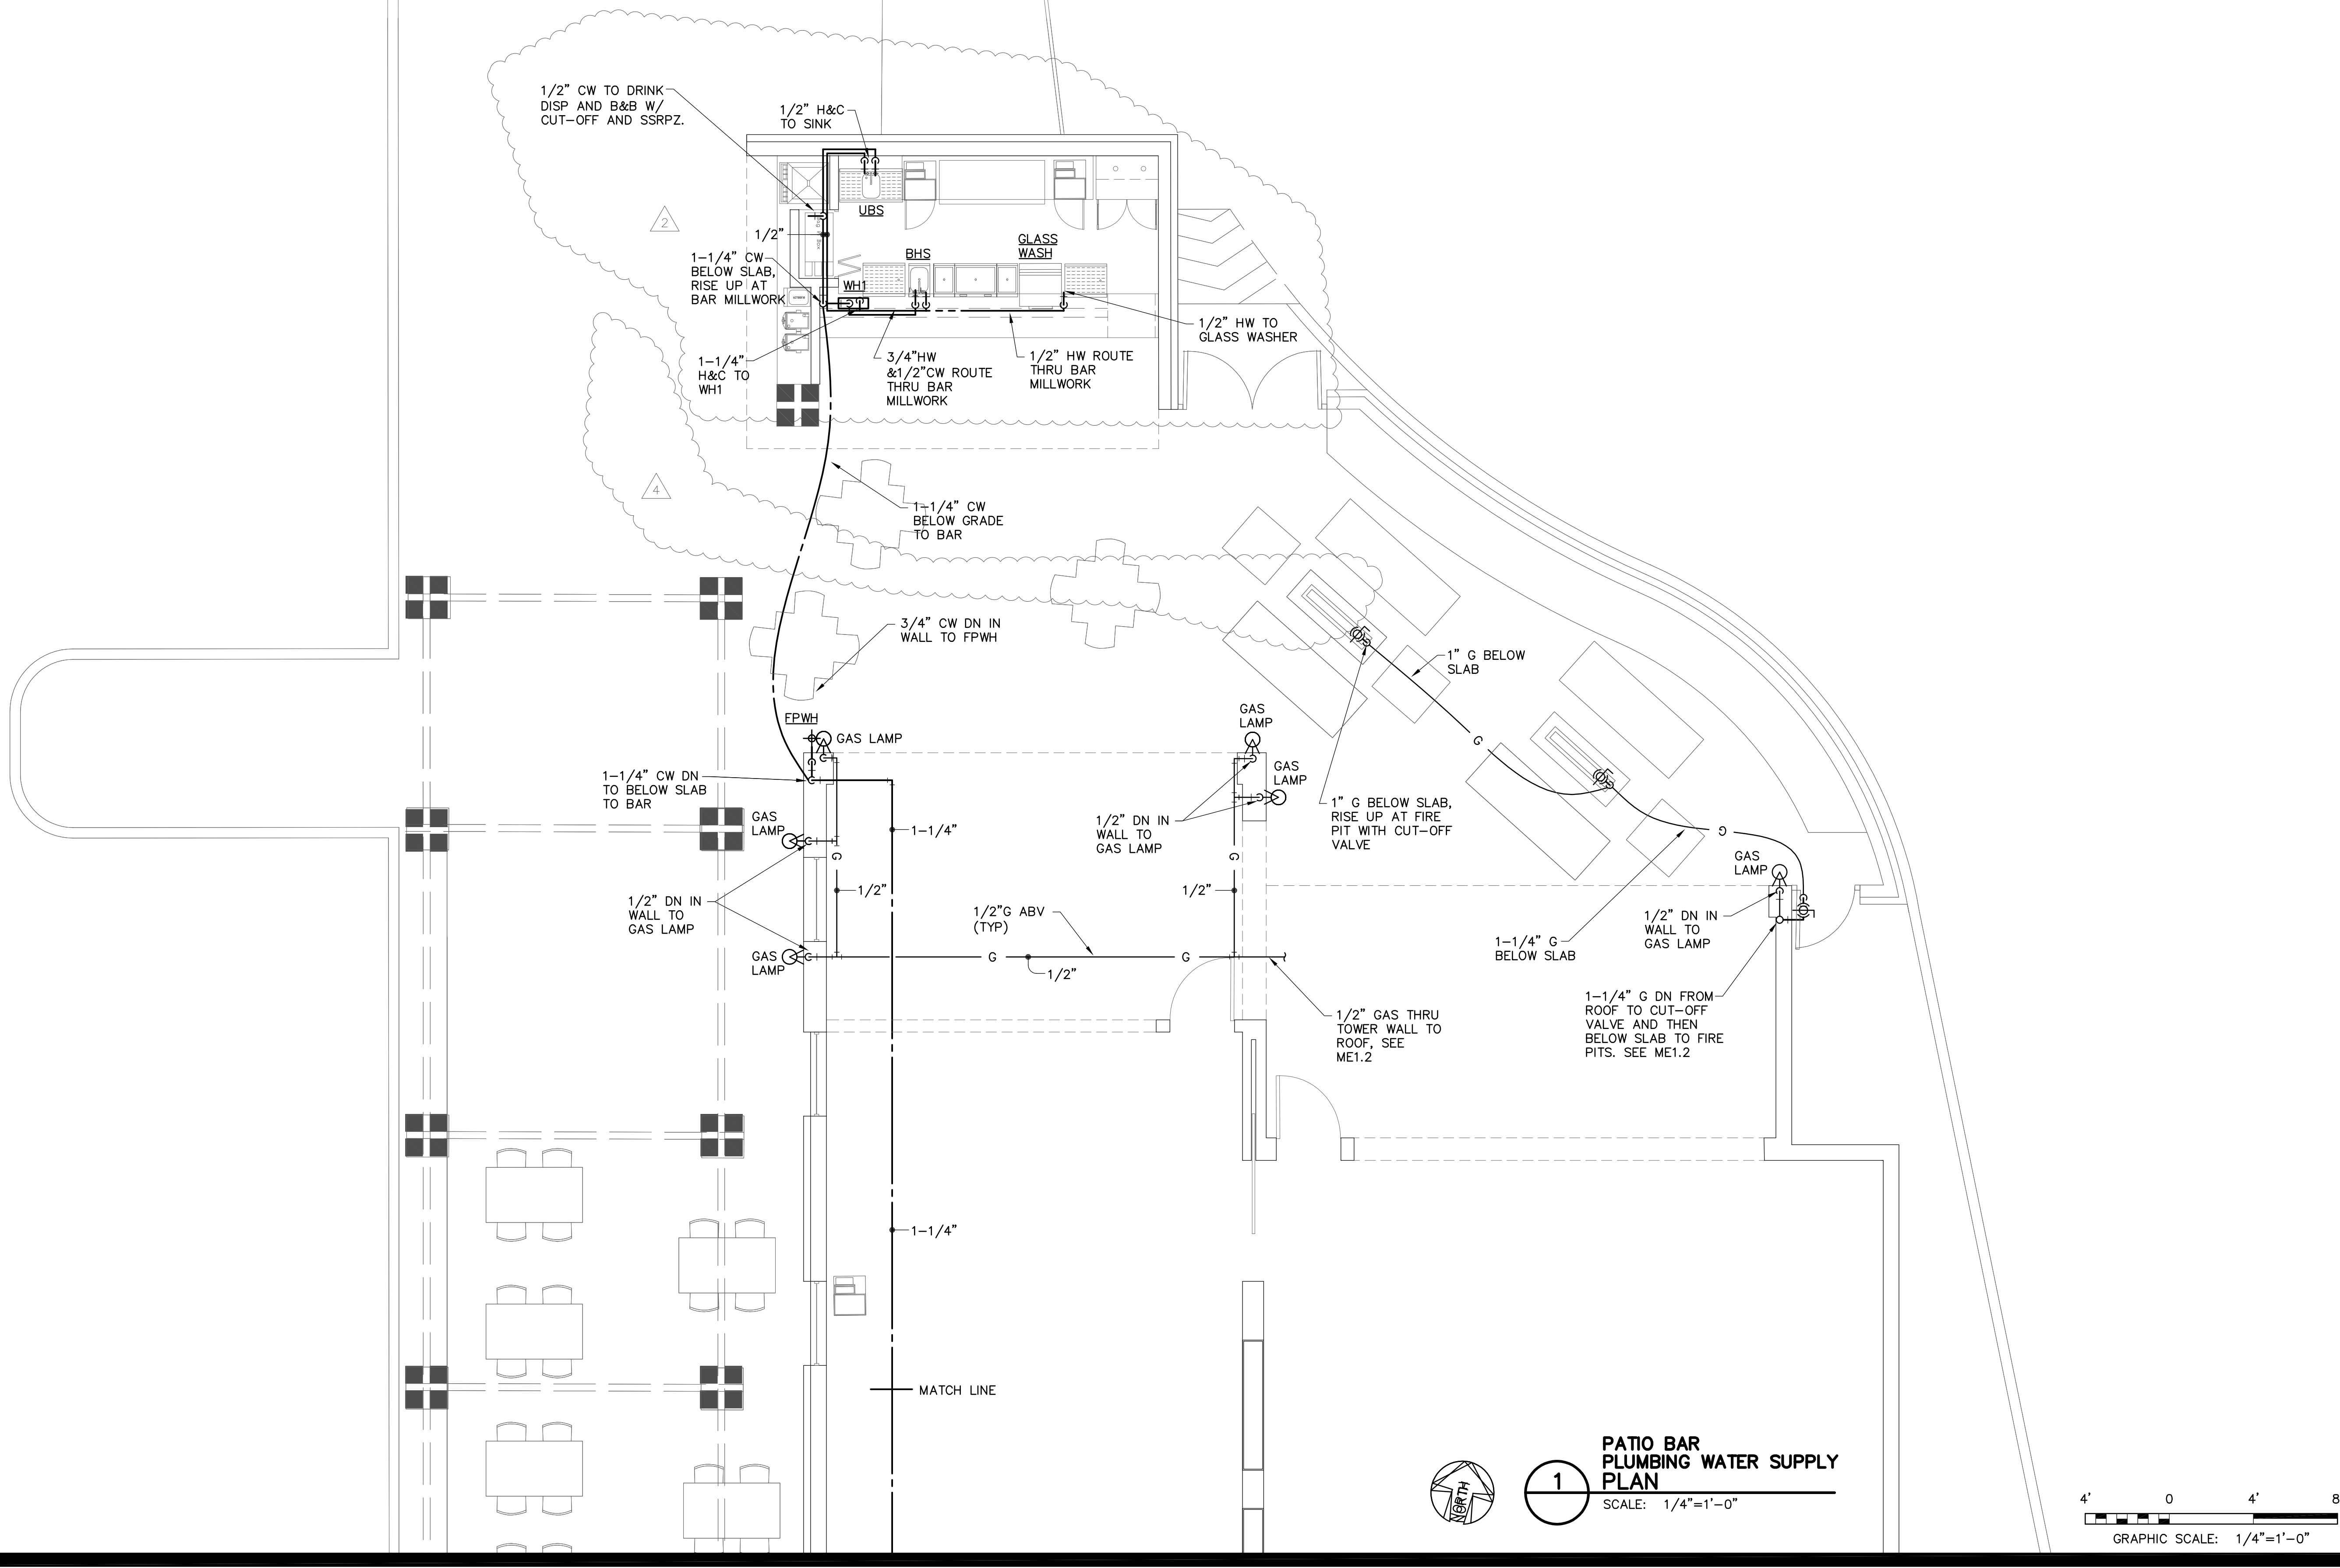 1/2" CW TO DRINK
DISP AND B&B W/
CUT-OFF AND SSRPZ.
1/2" H&C
TO SINK
2
UBS
1/2"
1-1/4" CW
BELOW SLAB,
RISE UP AT
BAR MILLWORK
BHS
GLASS
WASH
WH1
1/2" HW TO
GLASS WASHER
1-1/4"
H&C TO
WH1
3/4"HW
&1/2"CW ROUTE
THRU BAR
MILLWORK
1/2" HW ROUTE
THRU BAR
MILLWORK
4
1-1/4" CW
BELOW GRADE
TO BAR
3/4" CW DN IN
WALL TO FPWH
1" G BELOW
SLAB
FPWH
GAS LAMP
GAS
LAMP
G
1-1/4" CW DN
TO BELOW SLAB
TO BAR
GAS
LAMP
GAS
LAMP
1-1/4"
1/2" DN IN
WALL TO
GAS LAMP
1" G BELOW SLAB,
RISE UP AT FIRE
PIT WITH CUT-OFF
VALVE
G
G
G
GAS
LAMP
1/2"
1/2"
1/2" DN IN
WALL TO
GAS LAMP
1/2"G ABV
(TYP)
1/2" DN IN
WALL TO
GAS LAMP
1-1/4" G
BELOW SLAB
GAS
LAMP
G
G
1/2"
1-1/4" G DN FROM
ROOF TO CUT-OFF
VALVE AND THEN
BELOW SLAB TO FIRE
PITS. SEE ME1.2
1/2" GAS THRU
TOWER WALL TO
ROOF, SEE
ME1.2
1-1/4"
MATCH LINE
NORTH
1
PATIO BAR
PLUMBING WATER SUPPLY
PLAN
SCALE: 1/4"=1'-0"
4' 0 4' 8
GRAPHIC SCALE: 1/4"=1'-0"